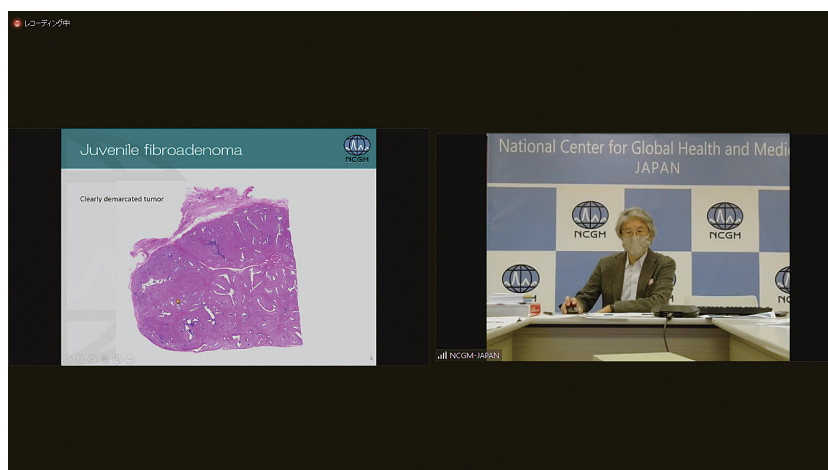 レコーディング中
Juvenile fibroadenoma
NCGM
Clearly demarcated tumor
6
National Center for Global Health and Medic
JAPAN
NCGM
NCGM
NCGM-JAPAN